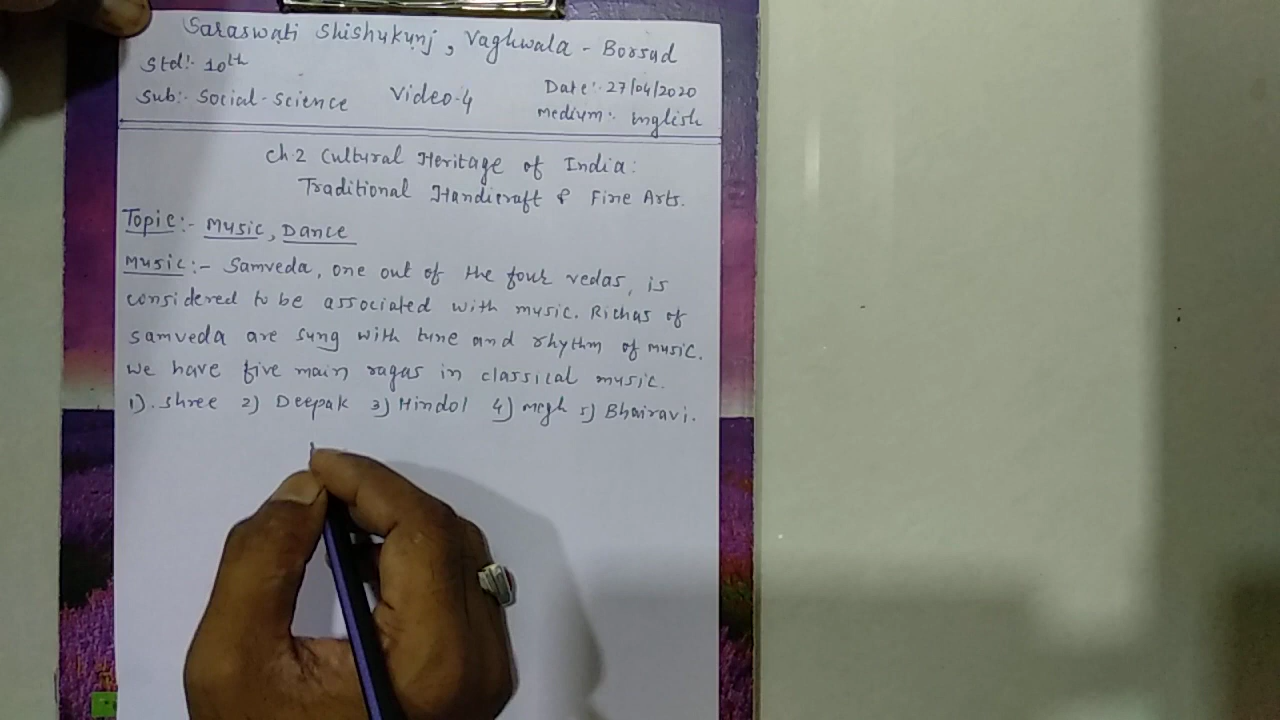 Saraswati Shishukunj, Vaghwala - Borsad
Std:- 10th
Date:- 27/04/2020
Sub:- Social-science Video-4
Medium:- English
Ch 2 Cultural Heritage of India:
Traditional Handicraft & Fine Arts.
Topic:- Music, Dance
Music:- Samveda, one out of the four vedas, is
considered to be associated with music. Richas of
samveda are sung with tune and rhythm of music.
We have five main ragas in classical music.
1). Shree 2) Deepak 3) Hindol 4) megh 5) Bhairavi.